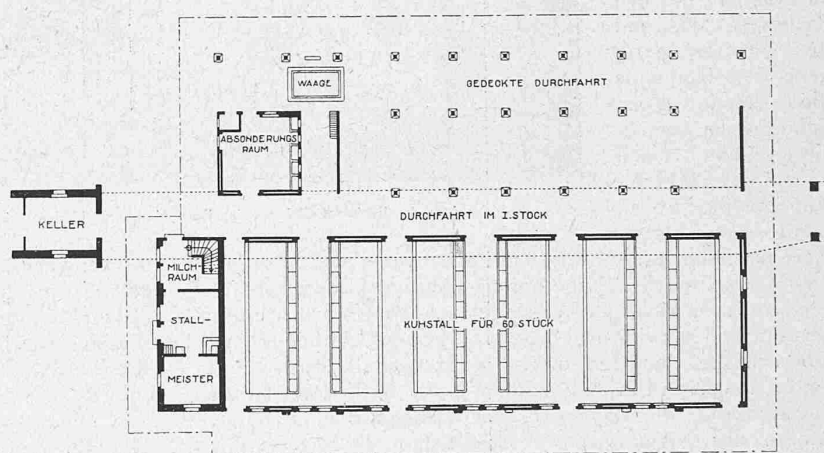 WAAGE
GEDECKTE DURCHFAHRT
ABSONDERUNGS
RAUM
KELLER
DURCHFAHRT IM I.STOCK
MILCH-
RAUM
STALL-
KUHSTALL FÜR 60 STÜCK
MEISTER